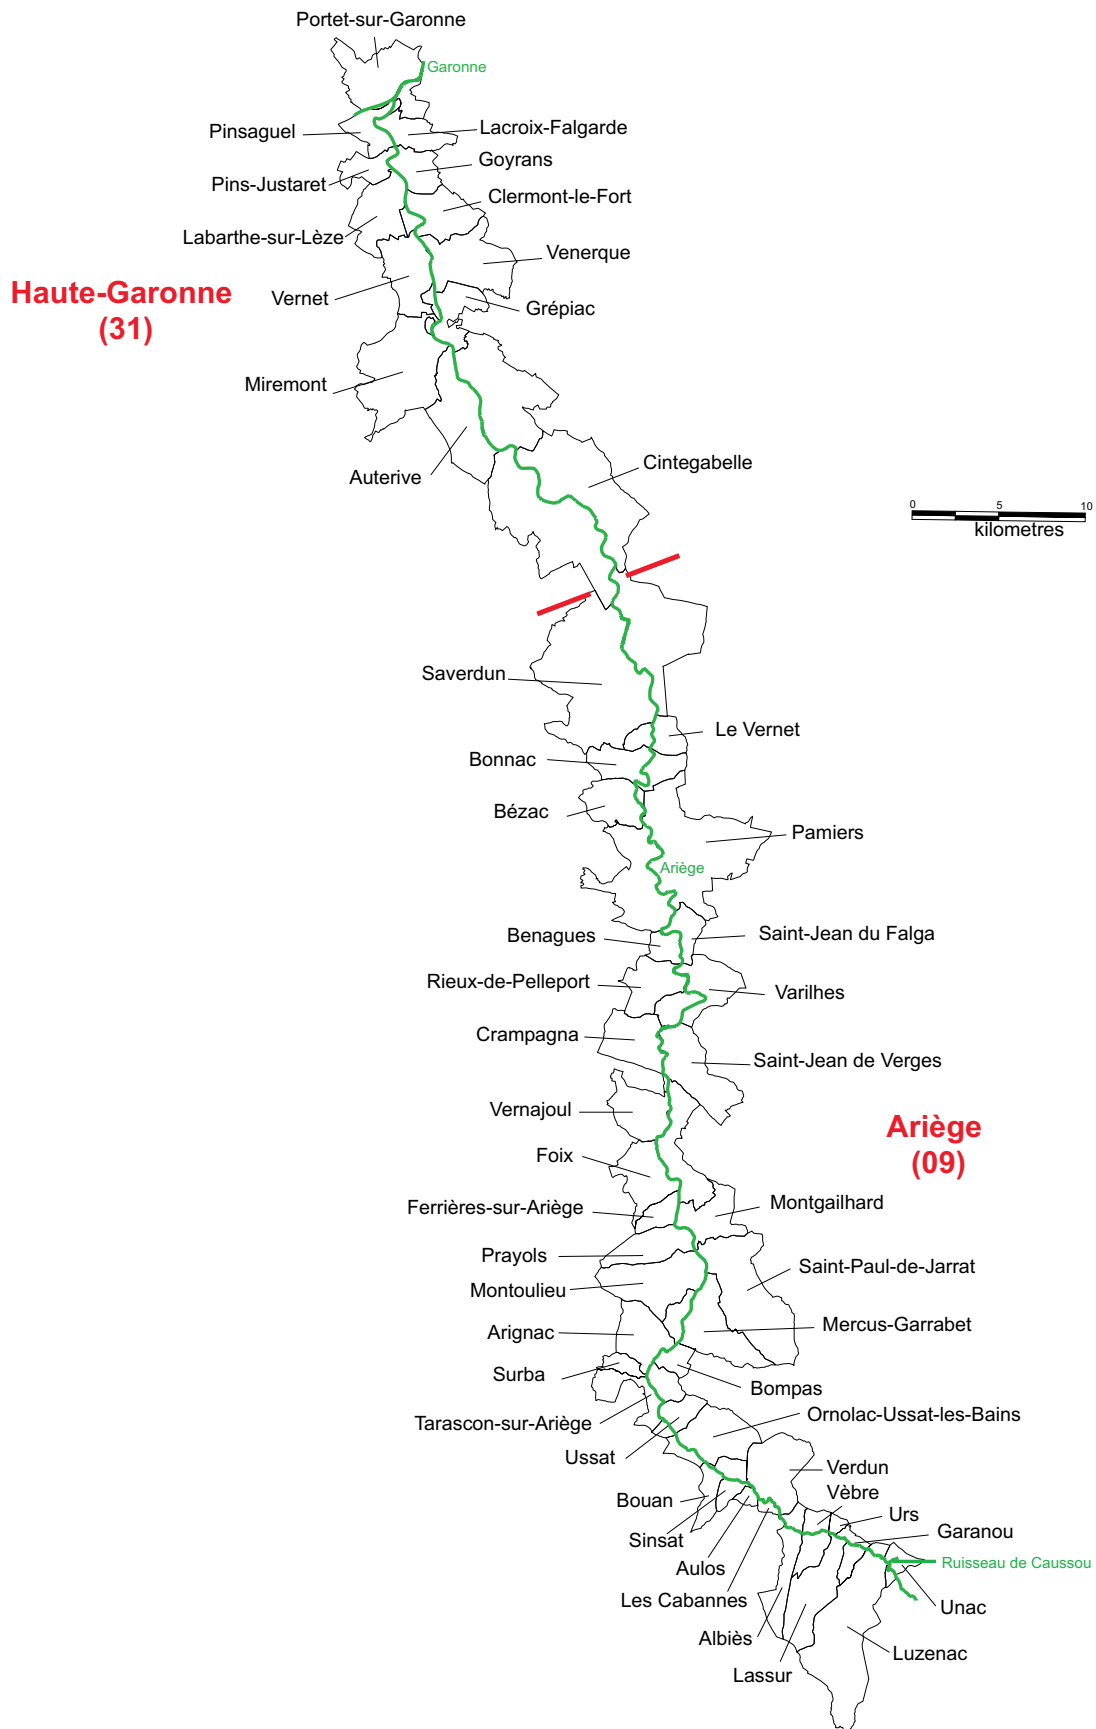 Portet-sur-Garonne
Garonne
Pinsaguel
Lacroix-Falgarde
Goyrans
Pins-Justaret
Clermont-le-Fort
Labarthe-sur-Lèze
Venerque
Haute-Garonne
(31)
Vernet
Grépiac
Miremont
Auterive
Cintegabelle
0 5 10
kilometres
Saverdun
Le Vernet
Bonnac
Bézac
Pamiers
Ariège
Benagues
Saint-Jean du Falga
Rieux-de-Pelleport
Varilhes
Crampagna
Saint-Jean de Verges
Vernajoul
Ariège
(09)
Foix
Ferrières-sur-Ariège
Montgailhard
Prayols
Saint-Paul-de-Jarrat
Montoulieu
Arignac
Mercus-Garrabet
Surba
Bompas
Tarascon-sur-Ariège
Ornolac-Ussat-les-Bains
Ussat
Verdun
Vèbre
Bouan
Urs
Sinsat
Garanou
Aulos
Ruisseau de Caussou
Les Cabannes
Unac
Albiès
Luzenac
Lassur